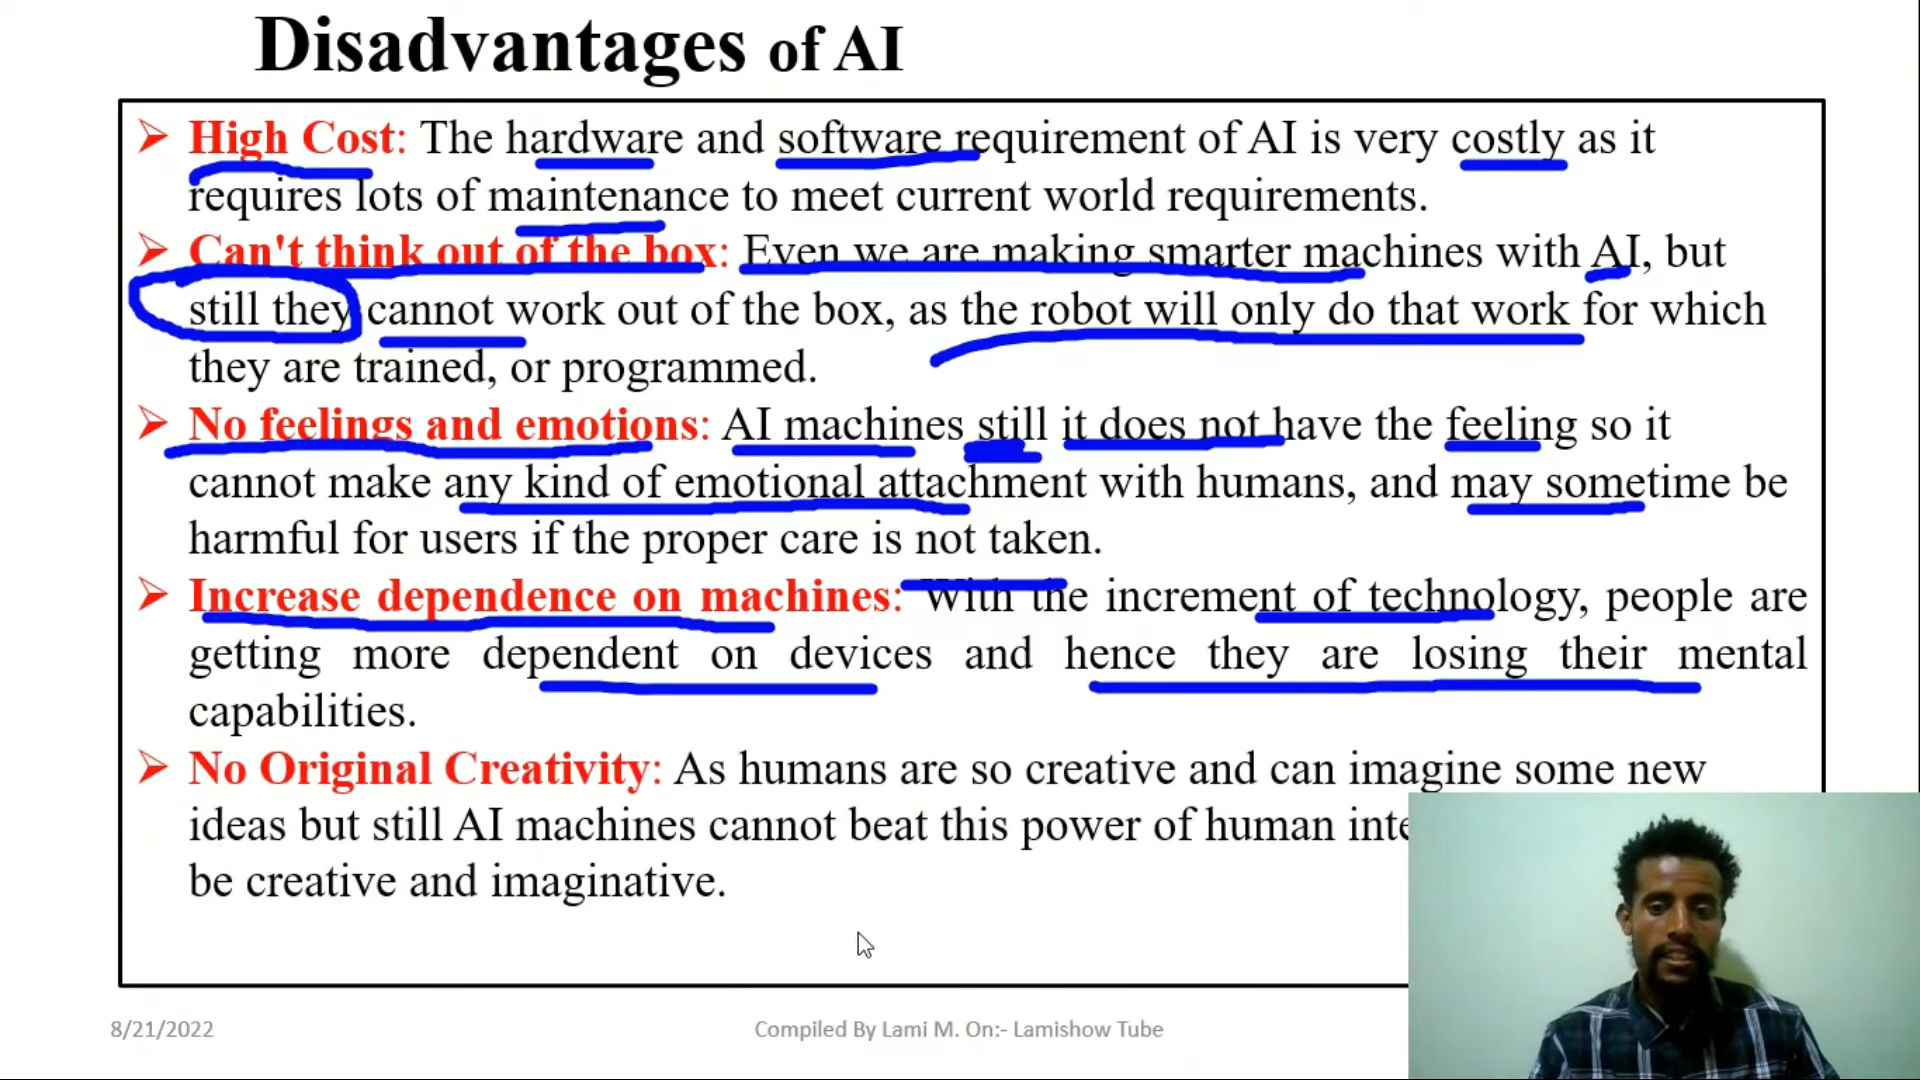 Disadvantages of AI
➢ High Cost: The hardware and software requirement of AI is very costly as it
requires lots of maintenance to meet current world requirements.
➢ Can't think out of the box: Even we are making smarter machines with AI, but
still they cannot work out of the box, as the robot will only do that work for which
they are trained, or programmed.
➢ No feelings and emotions: AI machines still it does not have the feeling so it
cannot make any kind of emotional attachment with humans, and may sometime be
harmful for users if the proper care is not taken.
➢ Increase dependence on machines: With the increment of technology, people are
getting more dependent on devices and hence they are losing their mental
capabilities.
➢ No Original Creativity: As humans are so creative and can imagine some new
ideas but still AI machines cannot beat this power of human
be creative and imaginative.
8/21/2022
Compiled By Lami M. On:- Lamishow Tube